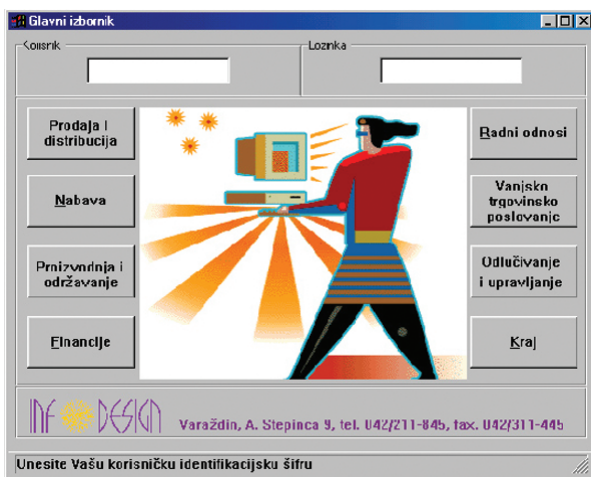 Glavni izbornik
Korisnik
Lozinka
Prodaja i
distribucija
Radni odnosi
Nabava
Vanjsko
trgovinsko
poslovanje
Proizvodnja i
održavanje
Odlučivanje
i upravljanje
Financije
Kraj
INFO DESIGN
Varaždin, A. Stepinca 9, tel. 042/211-845, fax. 042/311-445
Unesite Vašu korisničku identifikacijsku šifru